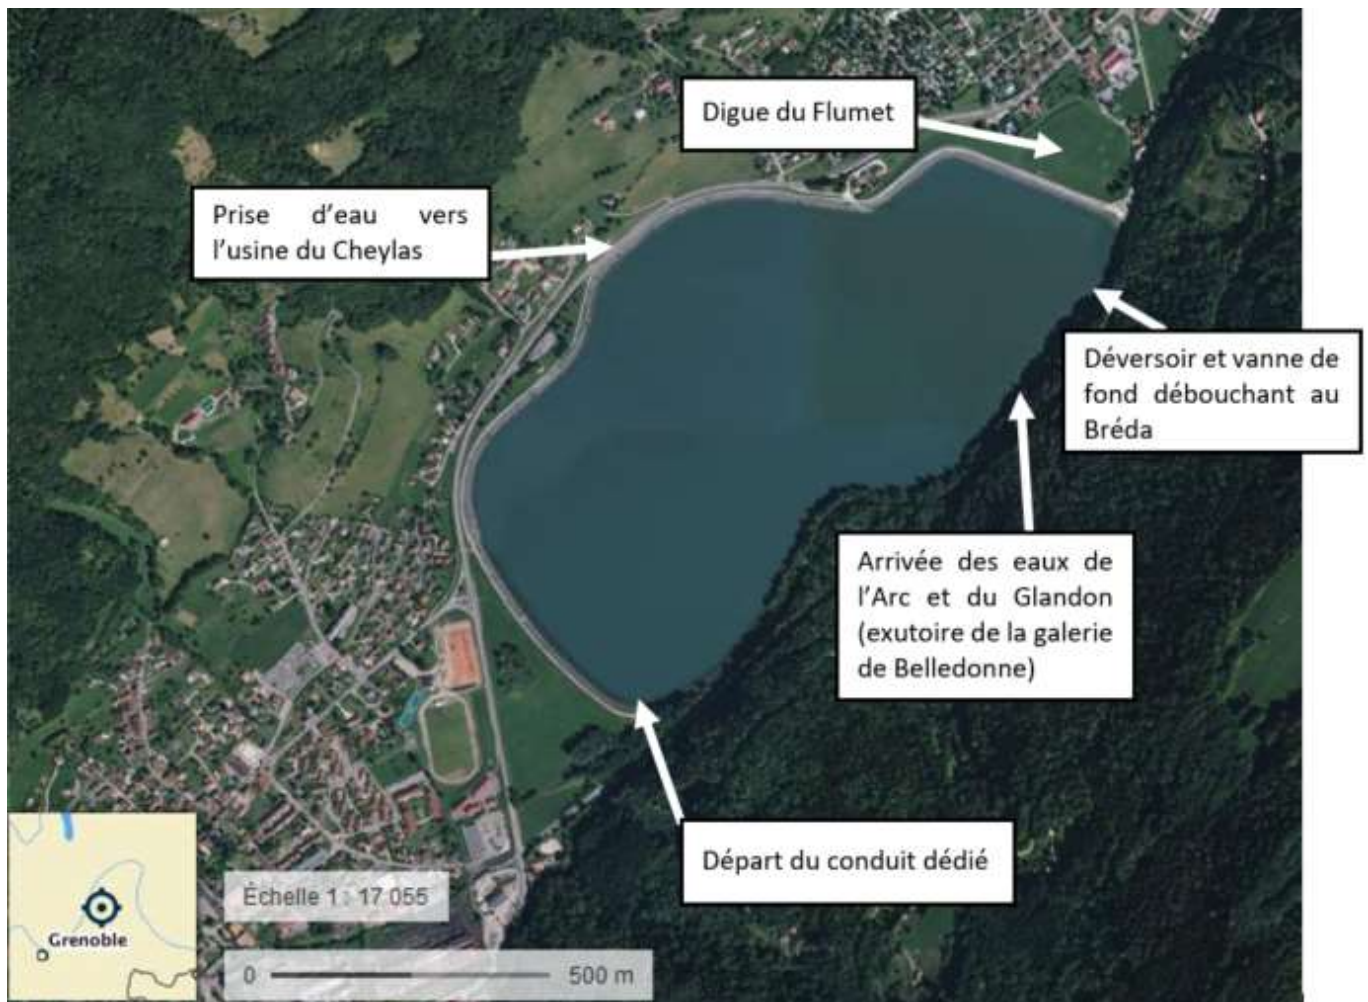 Digue du Flumet
Prise d'eau vers
l'usine du Cheylas
Déversoir et vanne de
fond débouchant au
Bréda
Arrivée des eaux de
l'Arc et du Glandon
(exutoire de la galerie
de Belledonne)
Départ du conduit dédié
Échelle 1 : 17 055
Grenoble
0 500 m